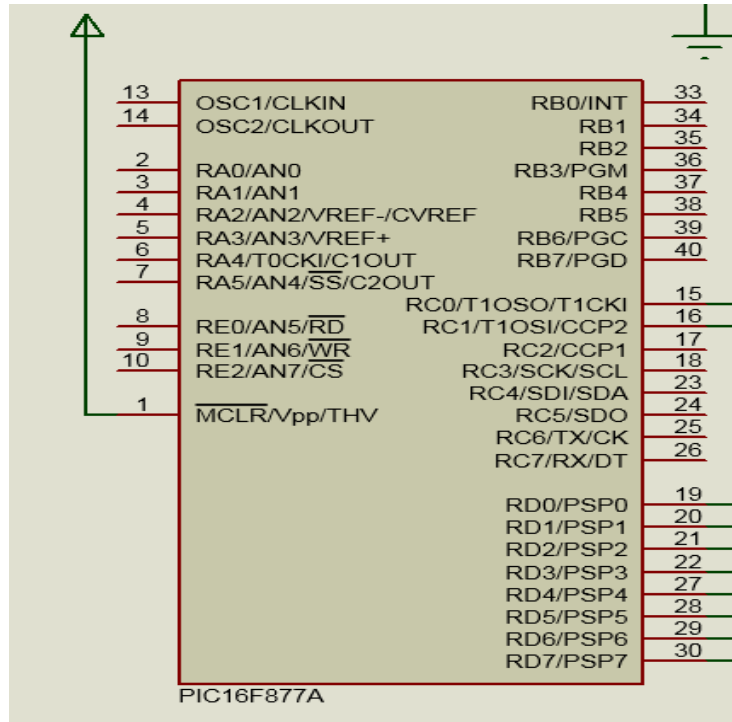 13 OSC1/CLKIN RB0/INT 33
14 OSC2/CLKOUT RB1 34
RB2 35
2 RA0/AN0 RB3/PGM 36
3 RA1/AN1 RB4 37
4 RA2/AN2/VREF-/CVREF RB5 38
5 RA3/AN3/VREF+ RB6/PGC 39
6 RA4/T0CKI/C1OUT RB7/PGD 40
7 RA5/AN4/SS/C2OUT
RC0/T1OSO/T1CKI 15
8 RE0/AN5/RD RC1/T1OSI/CCP2 16
9 RE1/AN6/WR RC2/CCP1 17
10 RE2/AN7/CS RC3/SCK/SCL 18
RC4/SDI/SDA 23
1 MCLR/Vpp/THV RC5/SDO 24
RC6/TX/CK 25
RC7/RX/DT 26
RD0/PSP0 19
RD1/PSP1 20
RD2/PSP2 21
RD3/PSP3 22
RD4/PSP4 27
RD5/PSP5 28
RD6/PSP6 29
RD7/PSP7 30
PIC16F877A